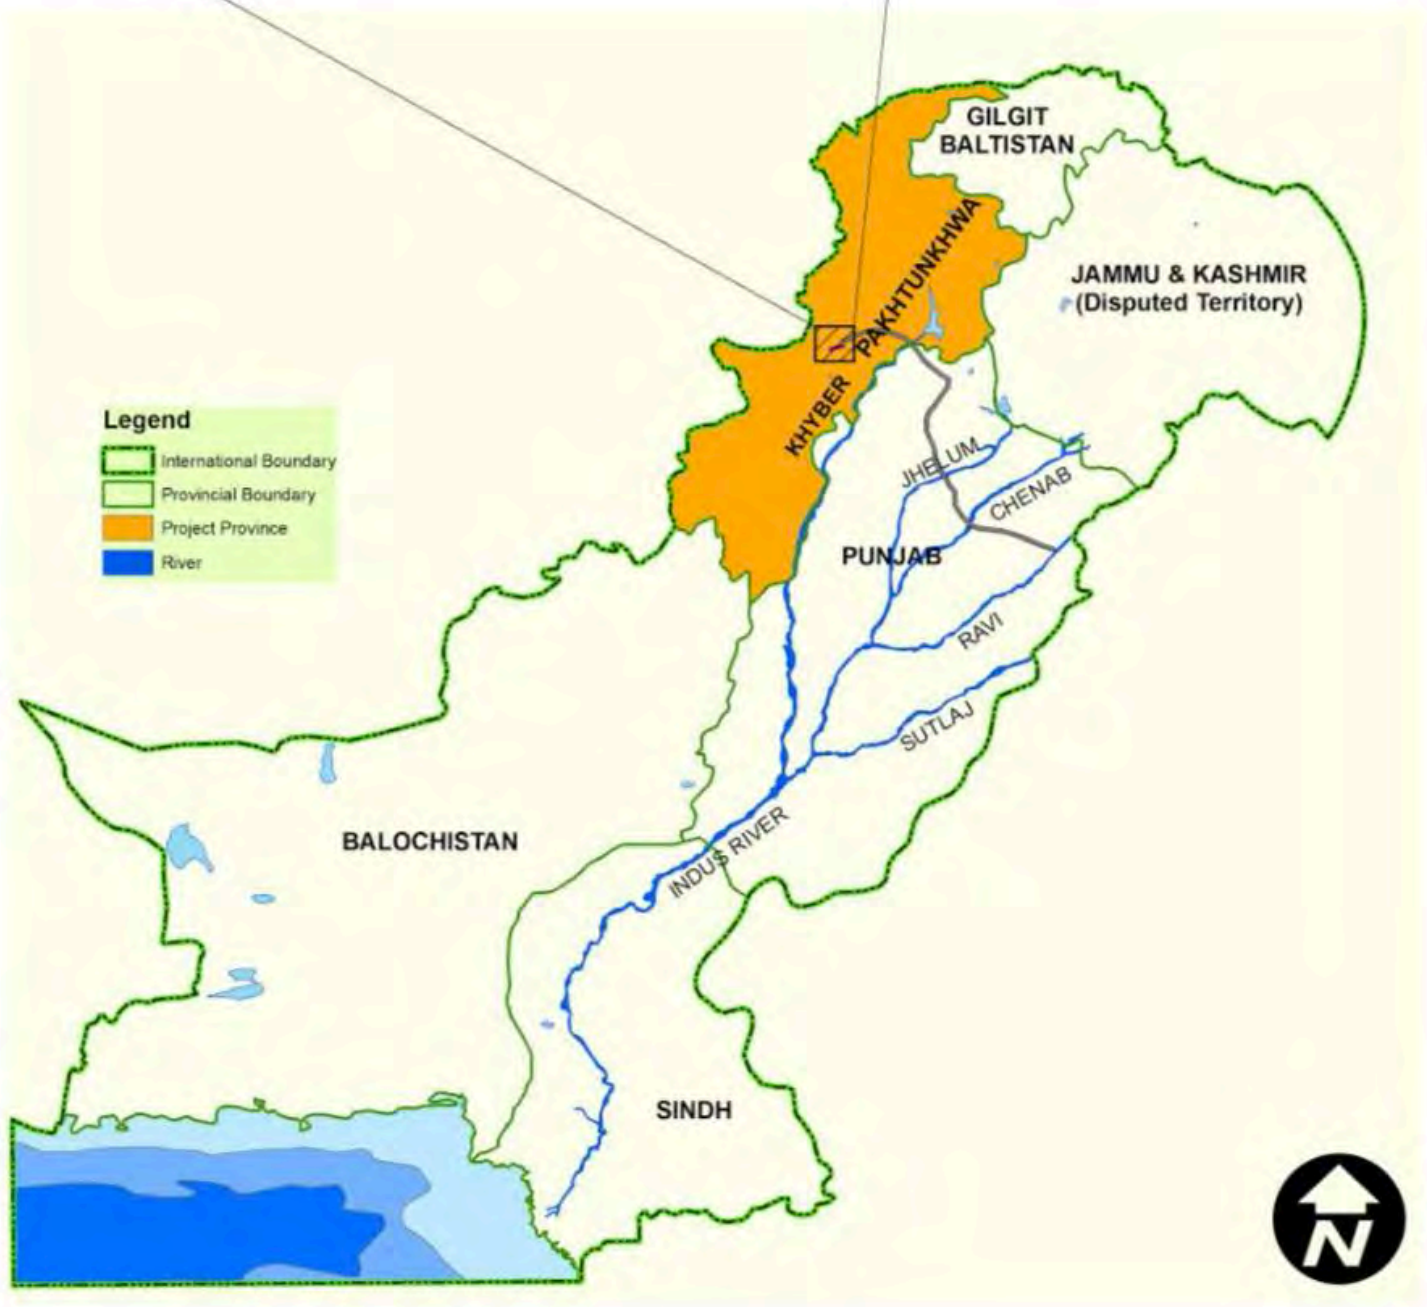 GILGIT
BALTISTAN
JAMMU & KASHMIR
(Disputed Territory)
KHYBER PAKHTUNKHWA
Legend
International Boundary
Provincial Boundary
Project Province
River
JHELUM
CHENAB
PUNJAB
RAVI
SUTLAJ
INDUS RIVER
BALOCHISTAN
SINDH
N